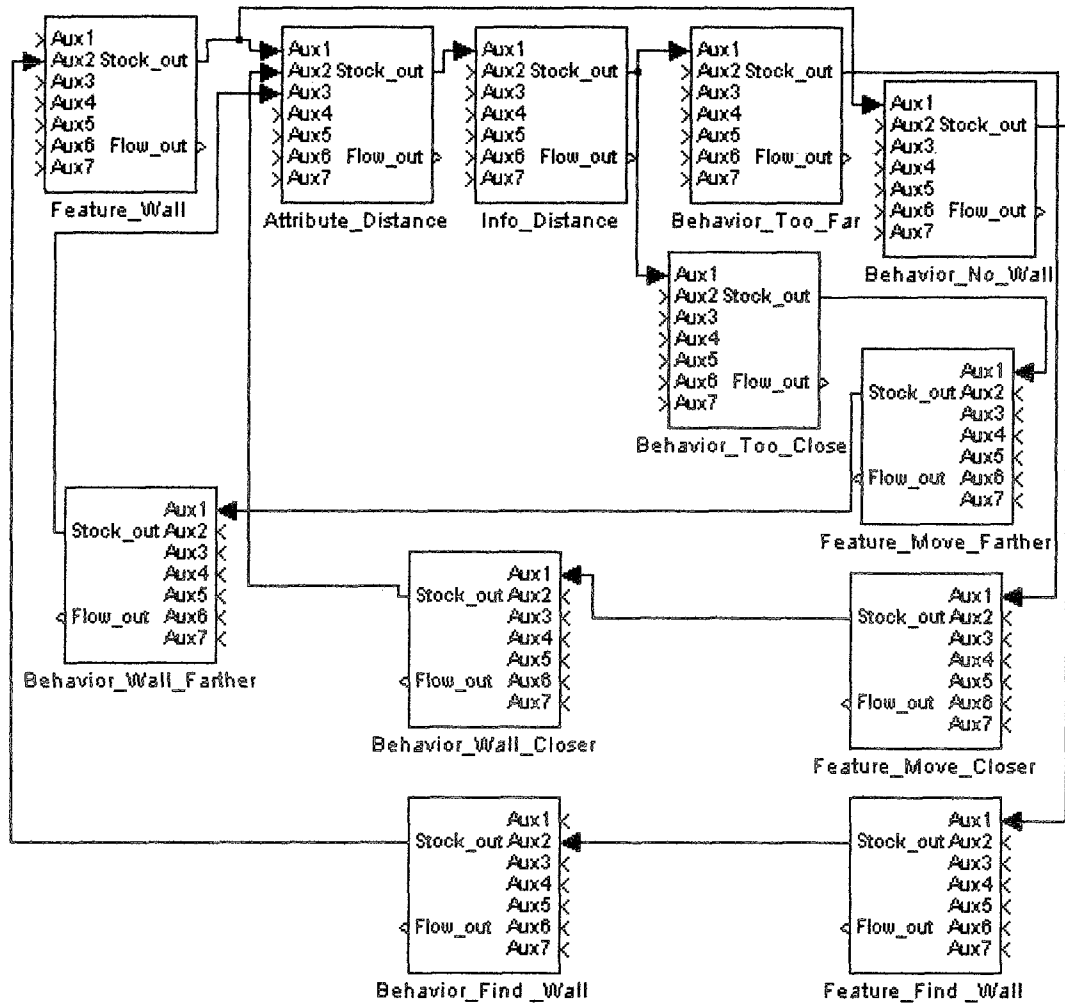 Aux1
Aux2 Stock_out
Aux3
Aux4
Aux5
Aux6 Flow_out
Aux7
Feature_Wall
Aux1
Aux2 Stock_out
Aux3
Aux4
Aux5
Aux6 Flow_out
Aux7
Attribute_Distance
Aux1
Aux2 Stock_out
Aux3
Aux4
Aux5
Aux6 Flow_out
Aux7
Info_Distance
Aux1
Aux2 Stock_out
Aux3
Aux4
Aux5
Aux6 Flow_out
Aux7
Behavior_Too_Far
Aux1
Aux2 Stock_out
Aux3
Aux4
Aux5
Aux6 Flow_out
Aux7
Behavior_No_Wall
Aux1
Aux2 Stock_out
Aux3
Aux4
Aux5
Aux6 Flow_out
Aux7
Behavior_Too_Close
Aux1
Stock_out Aux2
Aux3
Aux4
Aux5
Flow_out Aux6
Aux7
Feature_Move_Farther
Aux1
Stock_out Aux2
Aux3
Aux4
Aux5
Flow_out Aux6
Aux7
Behavior_Wall_Farther
Aux1
Stock_out Aux2
Aux3
Aux4
Aux5
Flow_out Aux6
Aux7
Behavior_Wall_Closer
Aux1
Stock_out Aux2
Aux3
Aux4
Aux5
Flow_out Aux6
Aux7
Feature_Move_Closer
Aux1
Stock_out Aux2
Aux3
Aux4
Aux5
Flow_out Aux6
Aux7
Behavior_Find _Wall
Aux1
Stock_out Aux2
Aux3
Aux4
Aux5
Flow_out Aux6
Aux7
Feature_Find _Wall